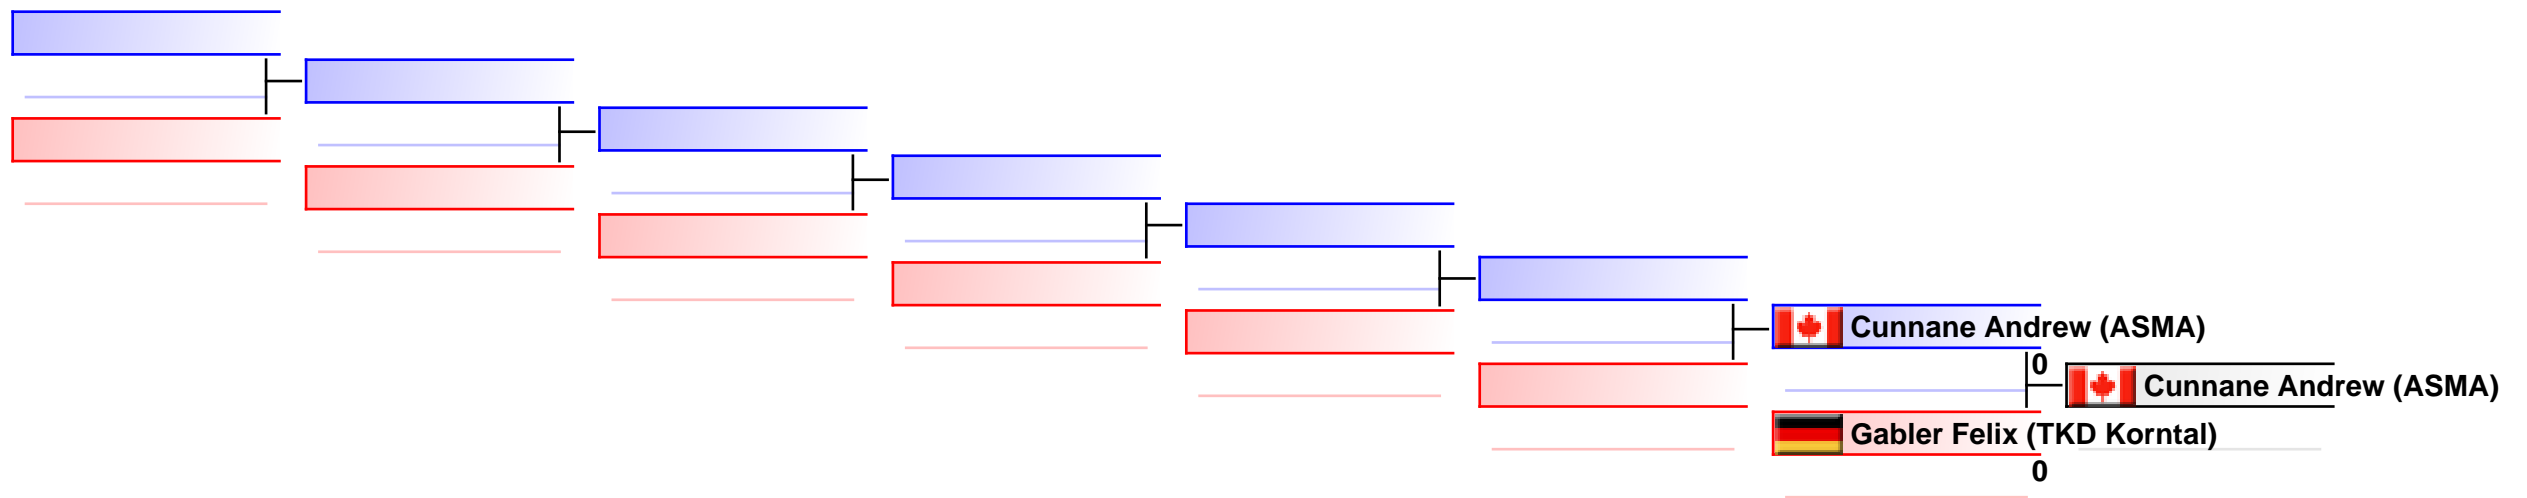 Cunnane Andrew (ASMA)
0
Cunnane Andrew (ASMA)
Gabler Felix (TKD Korntal)
0